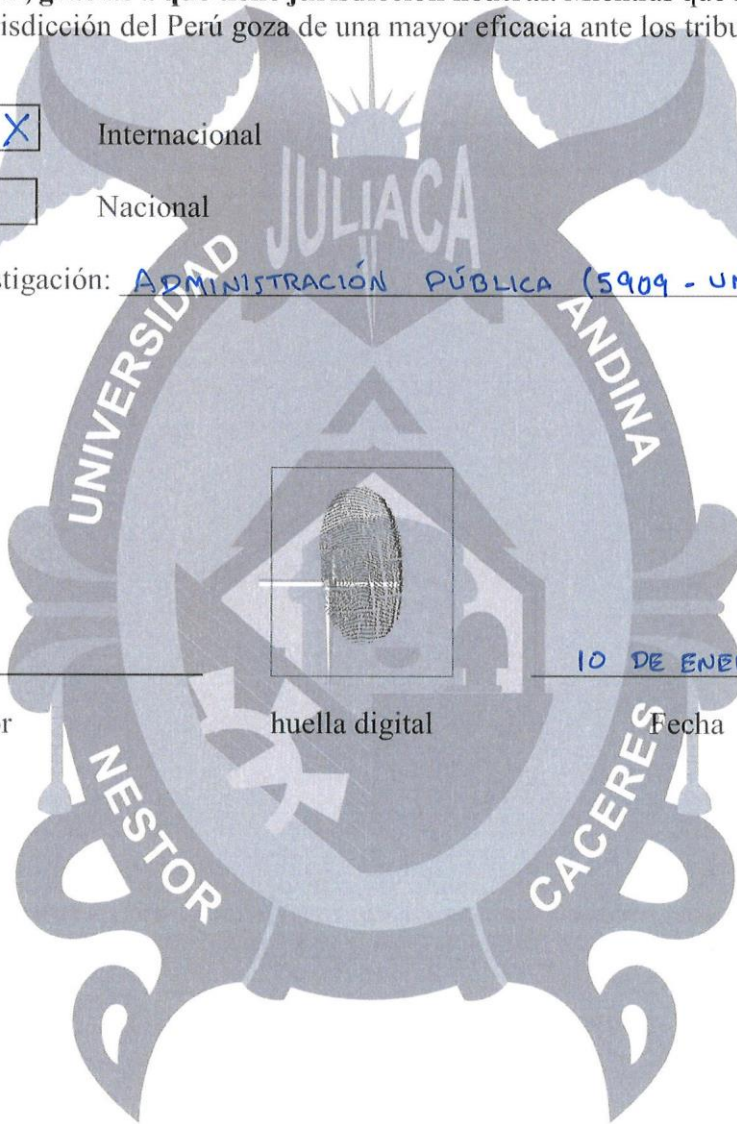 isdicción del Perú goza de una mayor eficacia ante los tribu
X Internacional
Nacional
JULIACA
stigación: ADMINISTRACIÓN PÚBLICA (5909 - UN
UNIVERSIDAD
ANDINA
10 DE ENE
or
huella digital
Fecha
NESTOR
CACERES